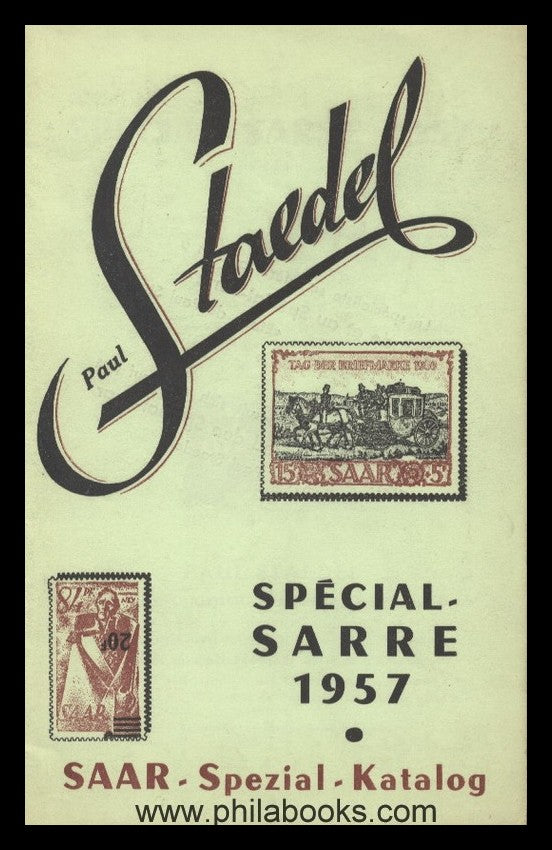 Paul
Staedel
TAG DER BRIEFMARKE 1950
15 SAAR +5
84
20
SAAR
SPÉCIAL-
SARRE
1957
SAAR - Spezial - Katalog
www.philabooks.com